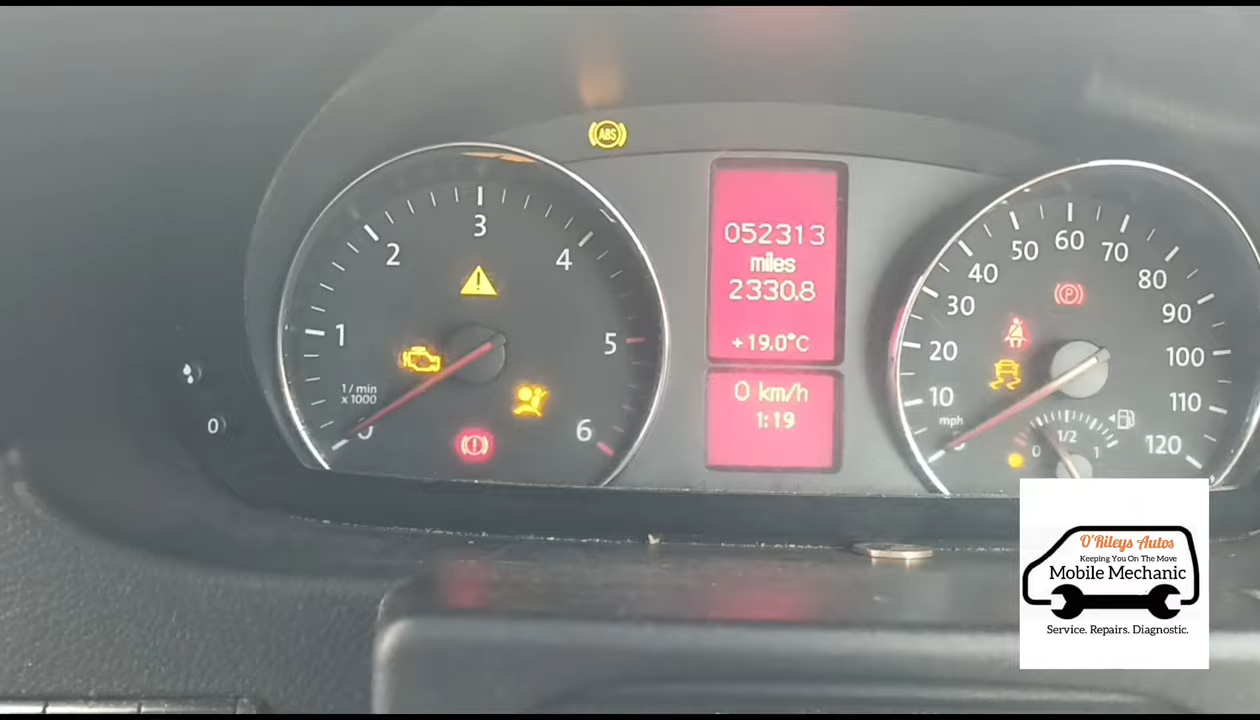 ABS
1
2
3
4
5
6
1/min
x1000
0
052313
miles
2330.8
+19.0°C
0 km/h
1:19
10
20
30
40
50
60
70
80
90
100
110
120
mph
P
0
1/2
1
O'Rileys Autos
Keeping You On The Move
Mobile Mechanic
Service. Repairs. Diagnostic.